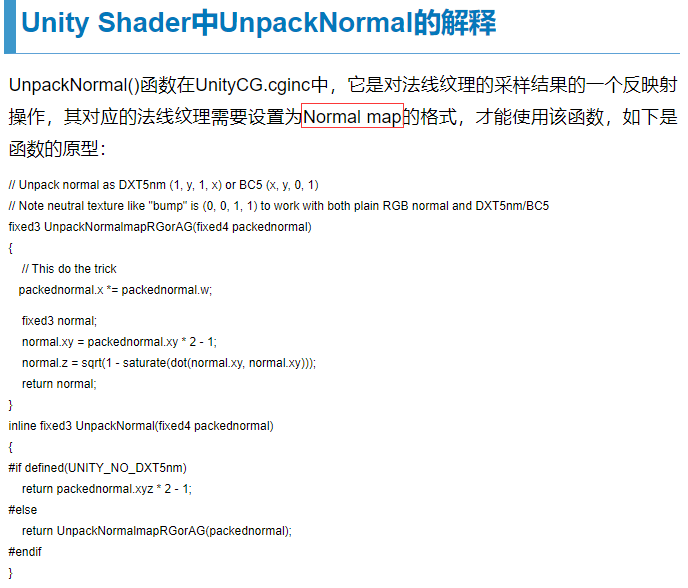 Unity Shader中UnpackNormal的解释
UnpackNormal()函数在UnityCG.cginc中，它是对法线纹理的采样结果的一个反映射
操作，其对应的法线纹理需要设置为Normal map的格式，才能使用该函数，如下是
函数的原型：
// Unpack normal as DXT5nm (1, y, 1, x) or BC5 (x, y, 0, 1)
// Note neutral texture like "bump" is (0, 0, 1, 1) to work with both plain RGB normal and DXT5nm/BC5
fixed3 UnpackNormalmapRGorAG(fixed4 packednormal)
{
// This do the trick
packednormal.x *= packednormal.w;
fixed3 normal;
normal.xy = packednormal.xy * 2 - 1;
normal.z = sqrt(1 - saturate(dot(normal.xy, normal.xy)));
return normal;
}
inline fixed3 UnpackNormal(fixed4 packednormal)
{
#if defined(UNITY_NO_DXT5nm)
return packednormal.xyz * 2 - 1;
#else
return UnpackNormalmapRGorAG(packednormal);
#endif
}